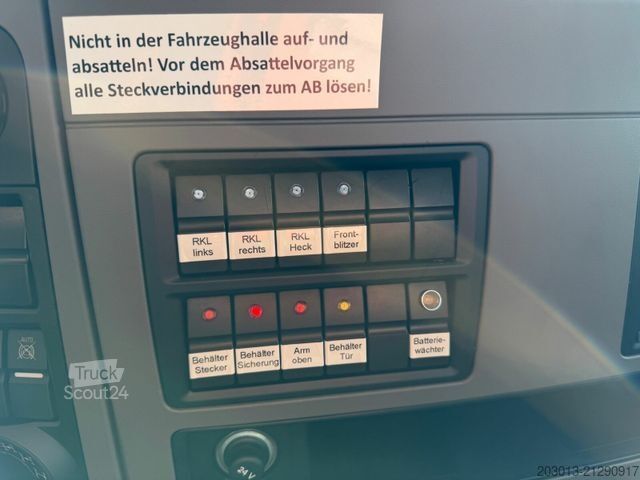 Nicht in der Fahrzeughalle auf- und
absatteln! Vor dem Absattelvorgang
alle Steckverbindungen zum AB lösen!
RKL
links
RKL
rechts
RKL
Heck
Front-
blitzer
Behälter
Stecker
Behälter
Sicherung
Arm
oben
Behälter
Tür
Batterie-
wächter
AUTO
Truck
Scout24
24 V
203013-21290917